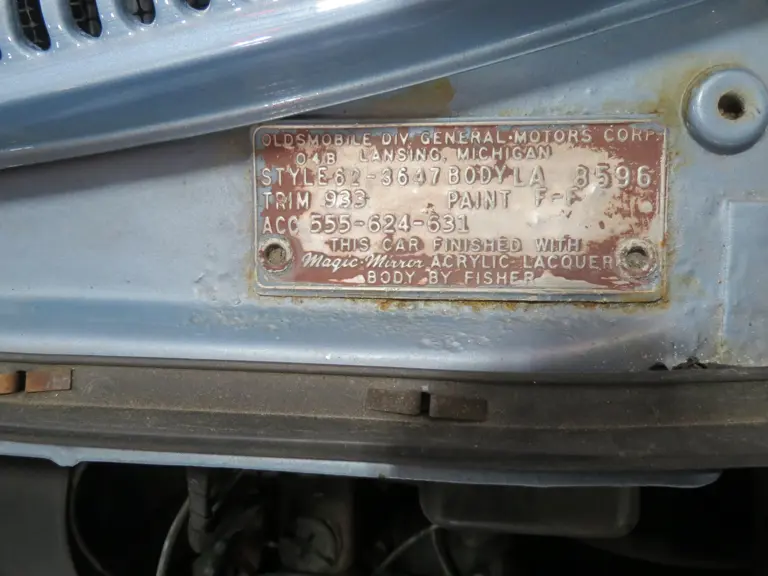 OLDSMOBILE DIV. GENERAL MOTORS CORP.
04B LANSING, MICHIGAN
STYLE 62-3647 BODY LA 8596
TRIM 933 PAINT F-F
ACC 555-624-631
THIS CAR FINISHED WITH
Magic-Mirror ACRYLIC LACQUER
BODY BY FISHER